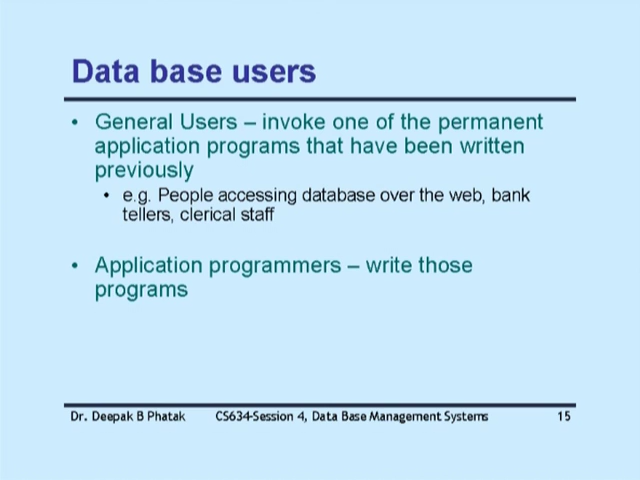 Data base users
• General Users – invoke one of the permanent
application programs that have been written
previously
• e.g. People accessing database over the web, bank
tellers, clerical staff
• Application programmers – write those
programs
Dr. Deepak B Phatak CS634-Session 4, Data Base Management Systems 15